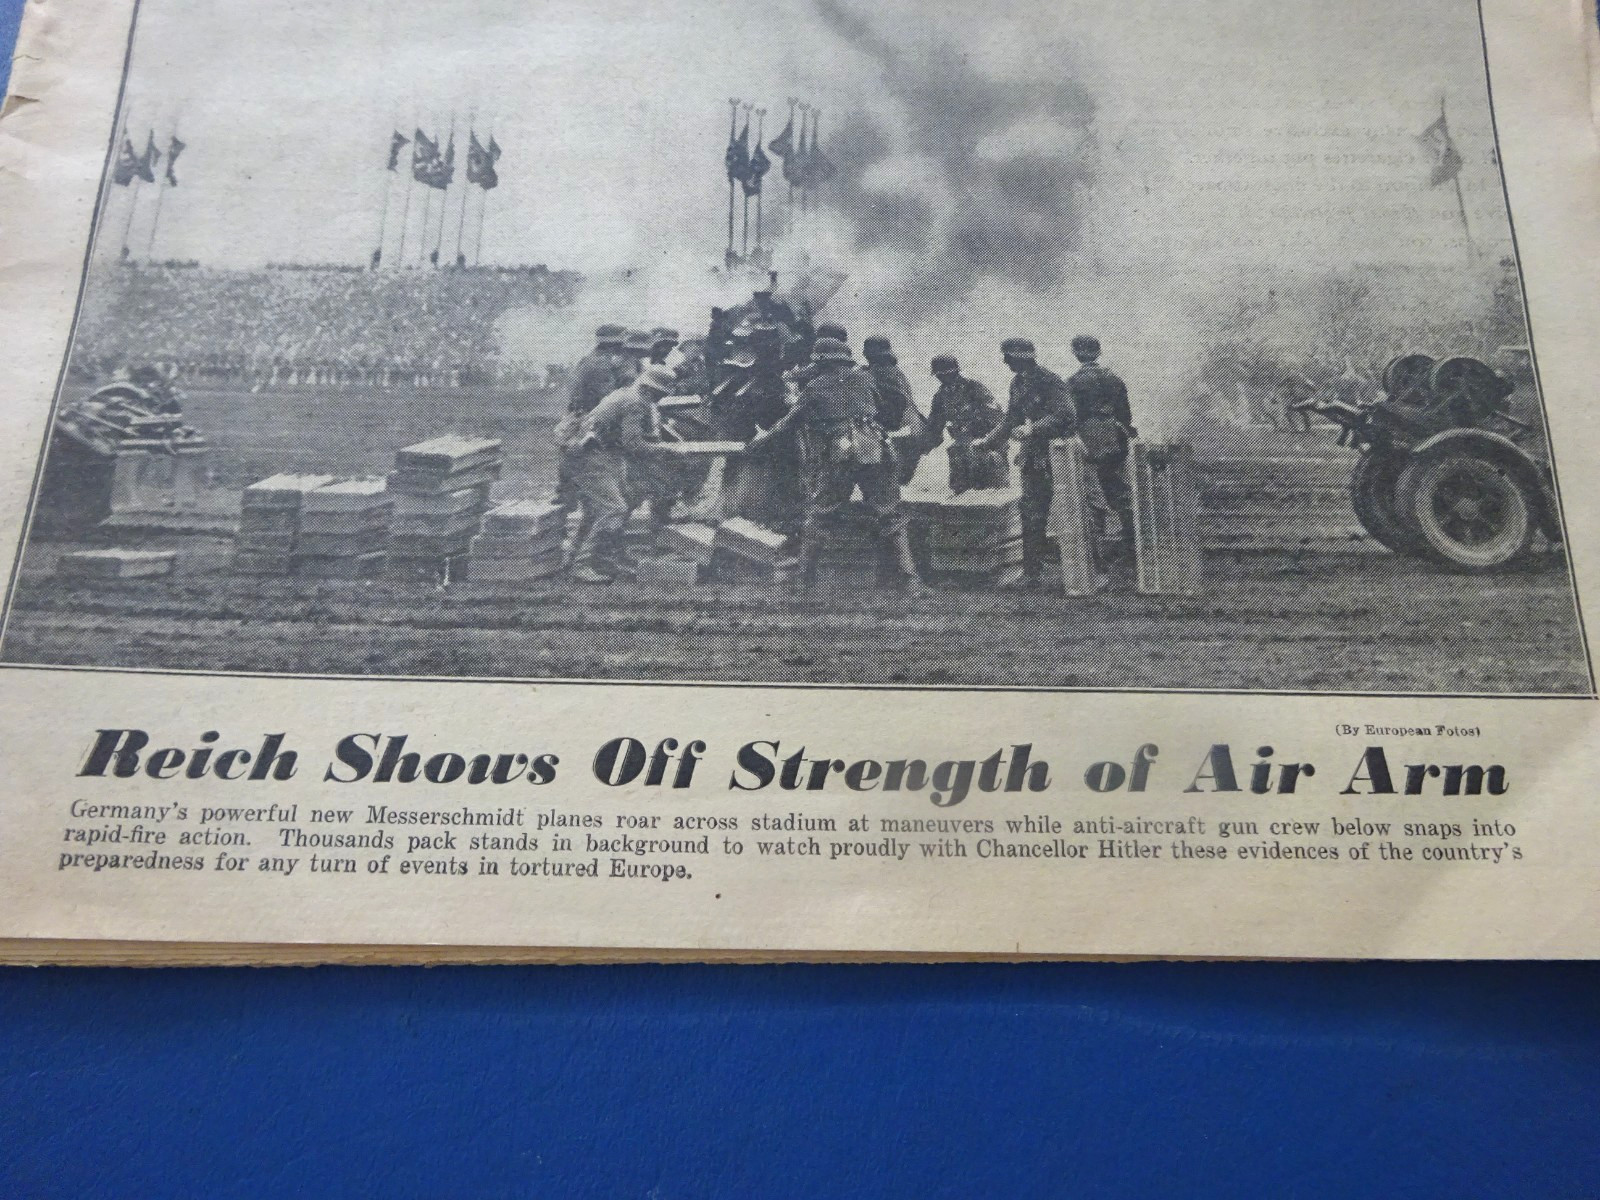 (By European Fotos)
Reich Shows Off Strength of Air Arm
Germany's powerful new Messerschmidt planes roar across stadium at maneuvers while anti-aircraft gun crew below snaps into
rapid-fire action. Thousands pack stands in background to watch proudly with Chancellor Hitler these evidences of the country's
preparedness for any turn of events in tortured Europe.